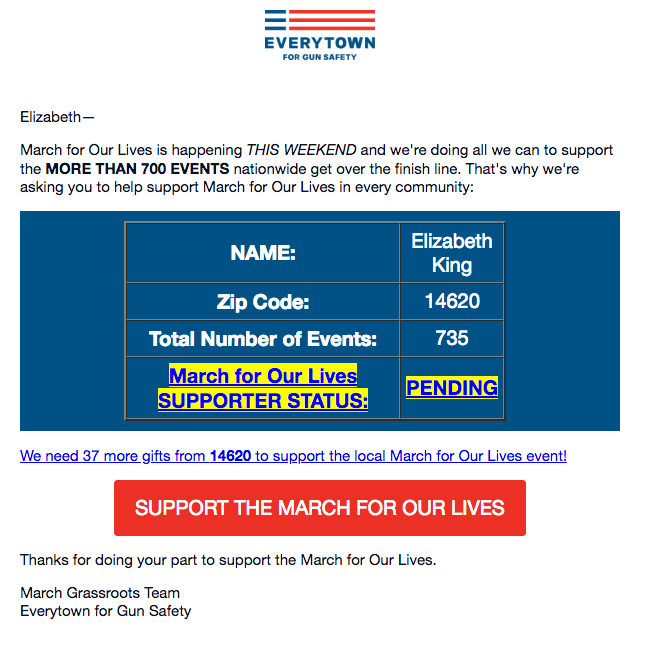 EVERYTOWN
FOR GUN SAFETY
Elizabeth—
March for Our Lives is happening THIS WEEKEND and we're doing all we can to support
the MORE THAN 700 EVENTS nationwide get over the finish line. That's why we're
asking you to help support March for Our Lives in every community:
NAME: Elizabeth
King
Zip Code: 14620
Total Number of Events: 735
March for Our Lives
SUPPORTER STATUS: PENDING
We need 37 more gifts from 14620 to support the local March for Our Lives event!
SUPPORT THE MARCH FOR OUR LIVES
Thanks for doing your part to support the March for Our Lives.
March Grassroots Team
Everytown for Gun Safety